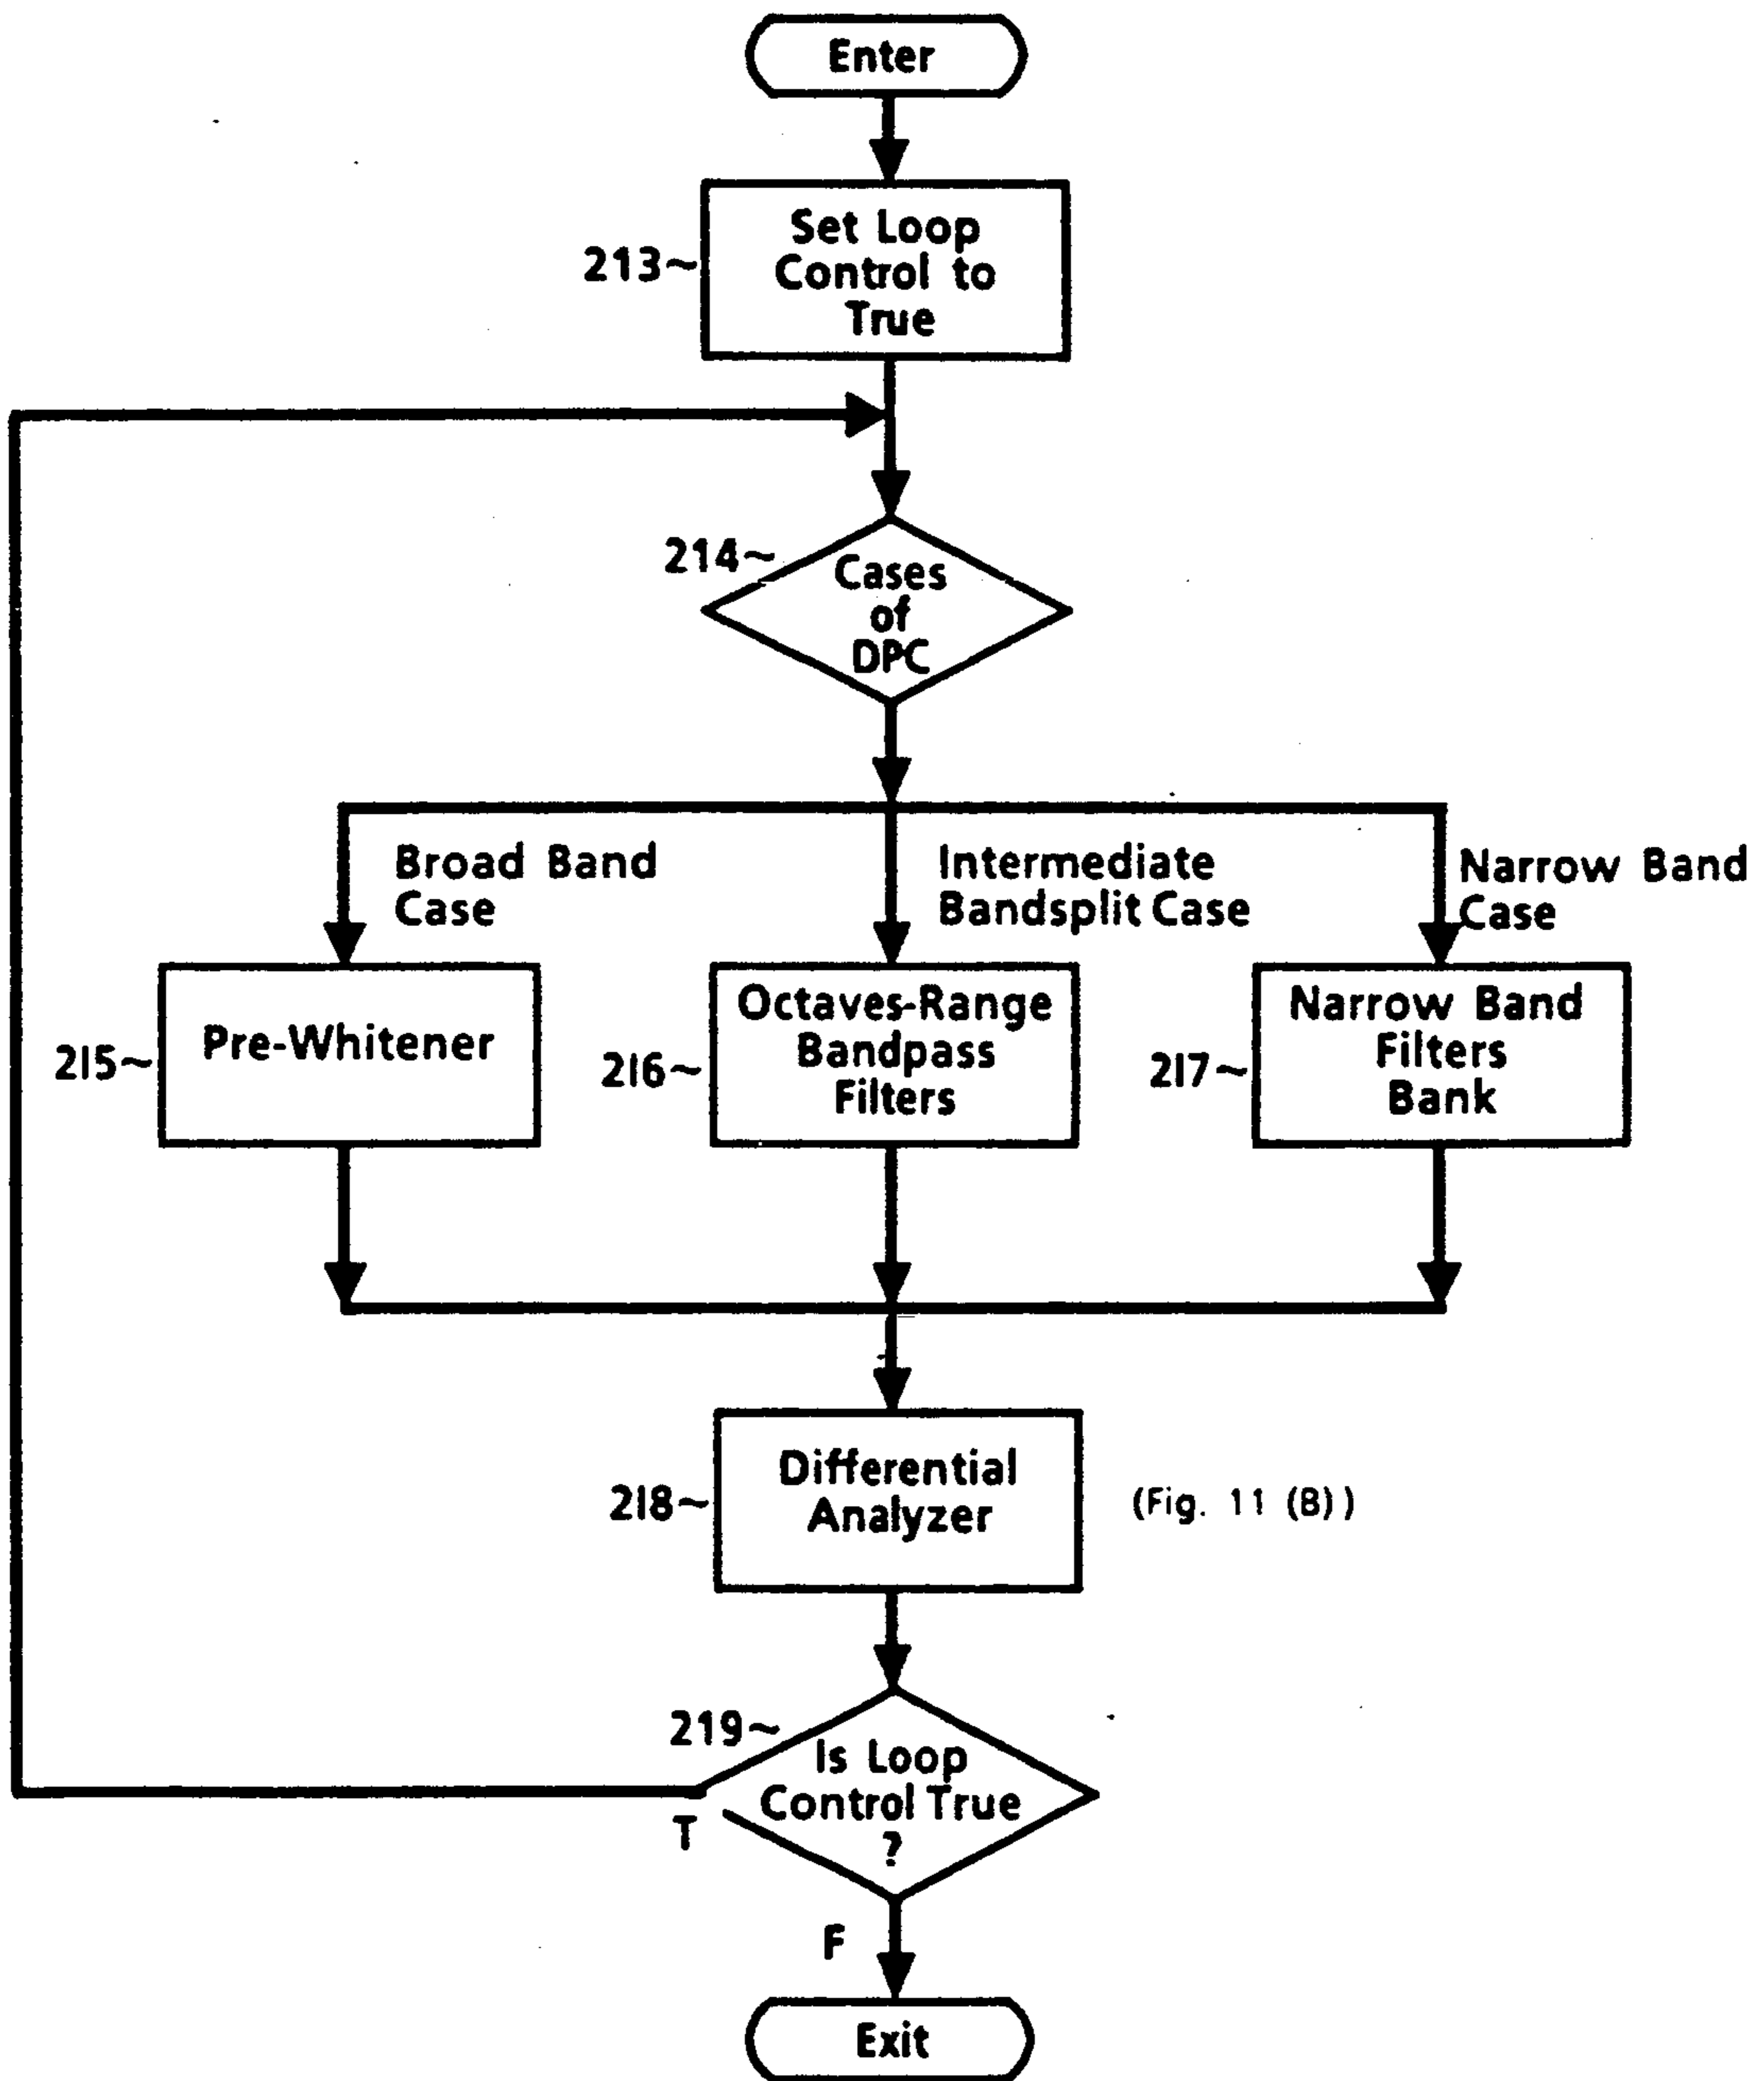 Enter
213~
Set Loop
Control to
True
214~
Cases
of
DPC
Broad Band
Case
Intermediate
Bandsplit Case
Narrow Band
Case
215~
Pre-Whitener
216~
Octaves-Range
Bandpass
Filters
217~
Narrow Band
Filters
Bank
218~
Differential
Analyzer
(Fig. 11 (B))
219~
Is Loop
Control True
?
T
F
Exit